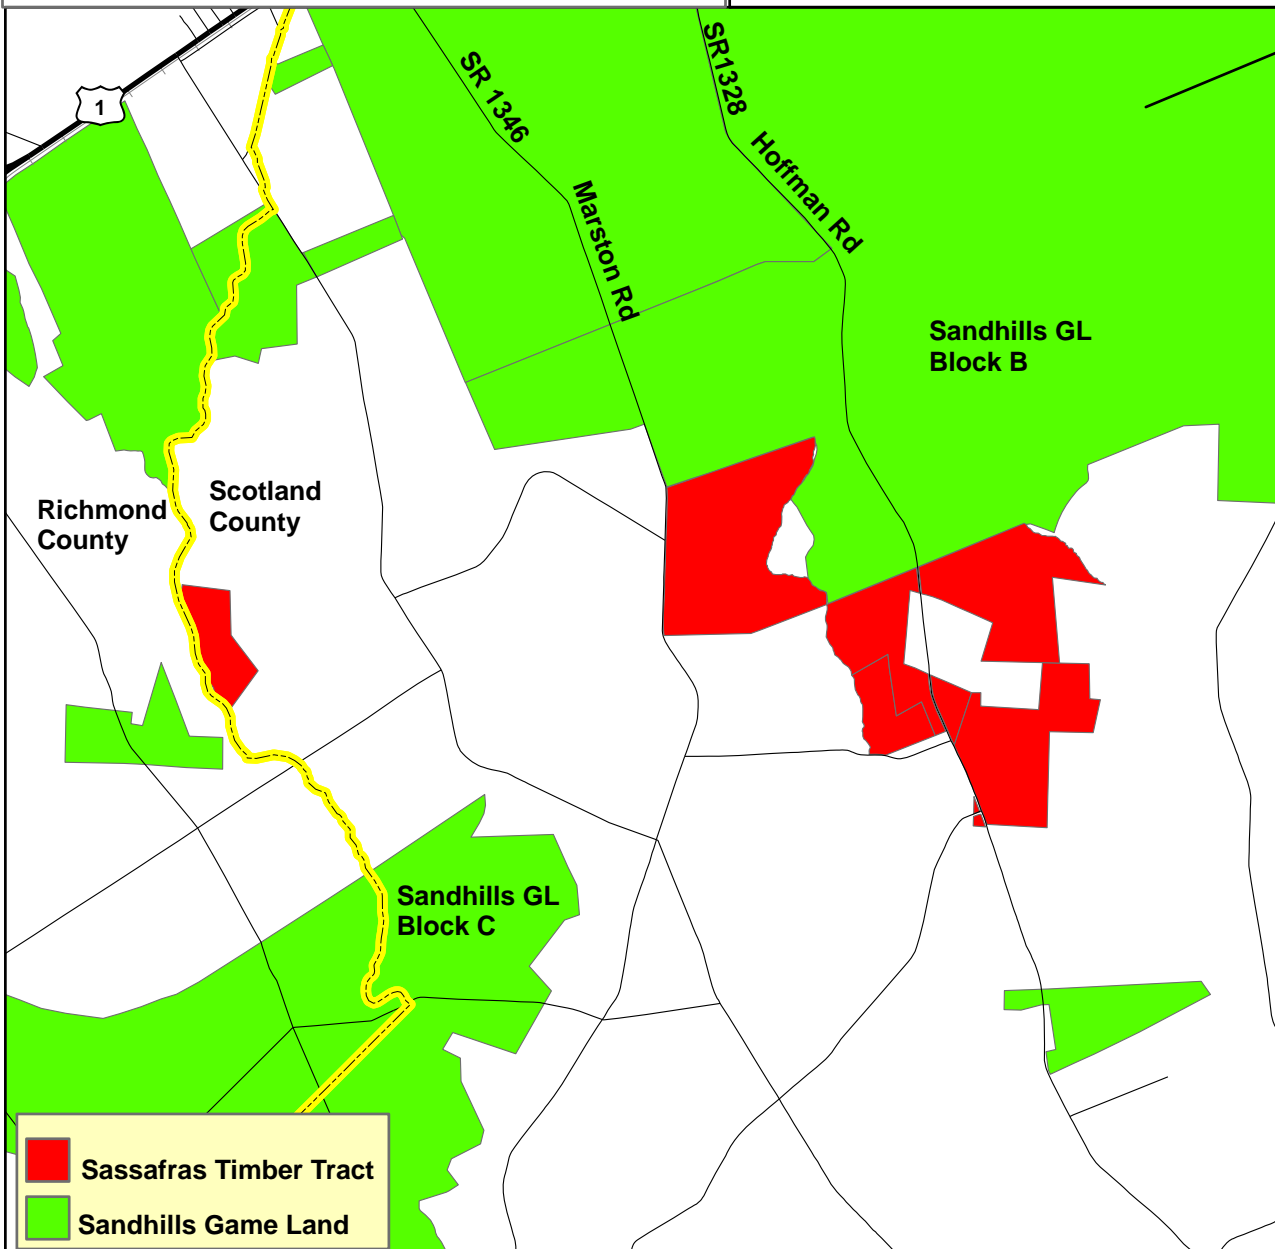 1
SR 1346
SR1328
Hoffman Rd
Marston Rd
Sandhills GL
Block B
Scotland
County
Richmond
County
Sandhills GL
Block C
Sassafras Timber Tract
Sandhills Game Land